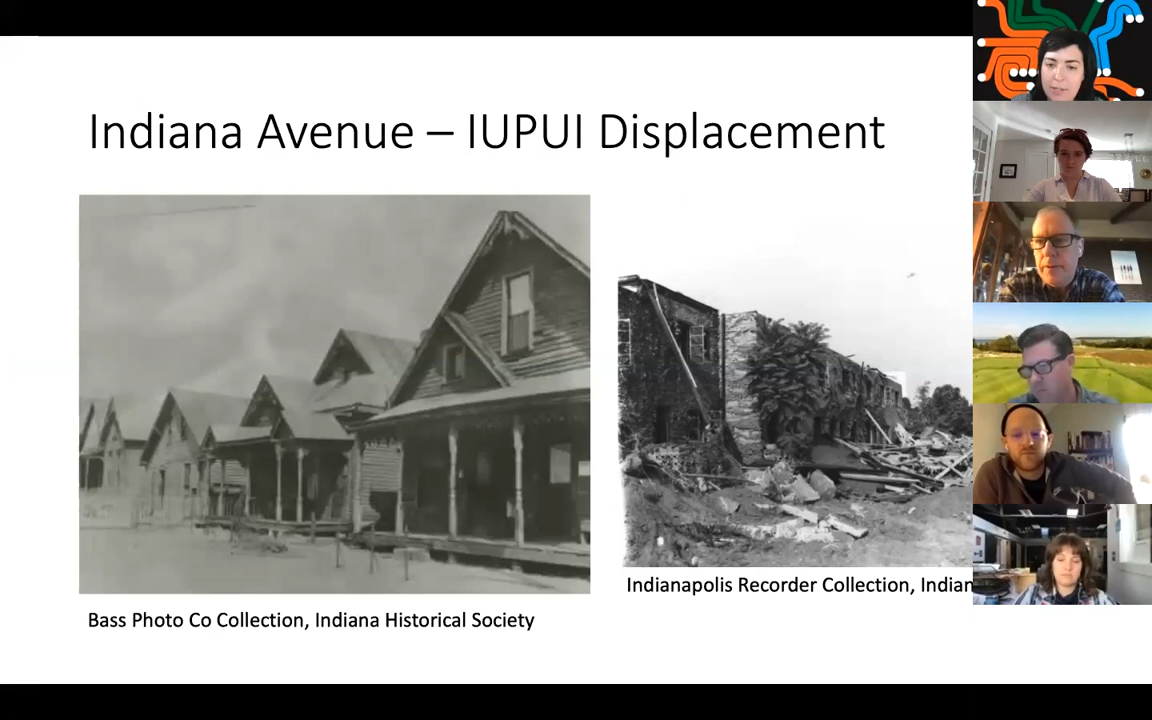 Indiana Avenue – IUPUI Displacement
Indianapolis Recorder Collection, Indian
Bass Photo Co Collection, Indiana Historical Society